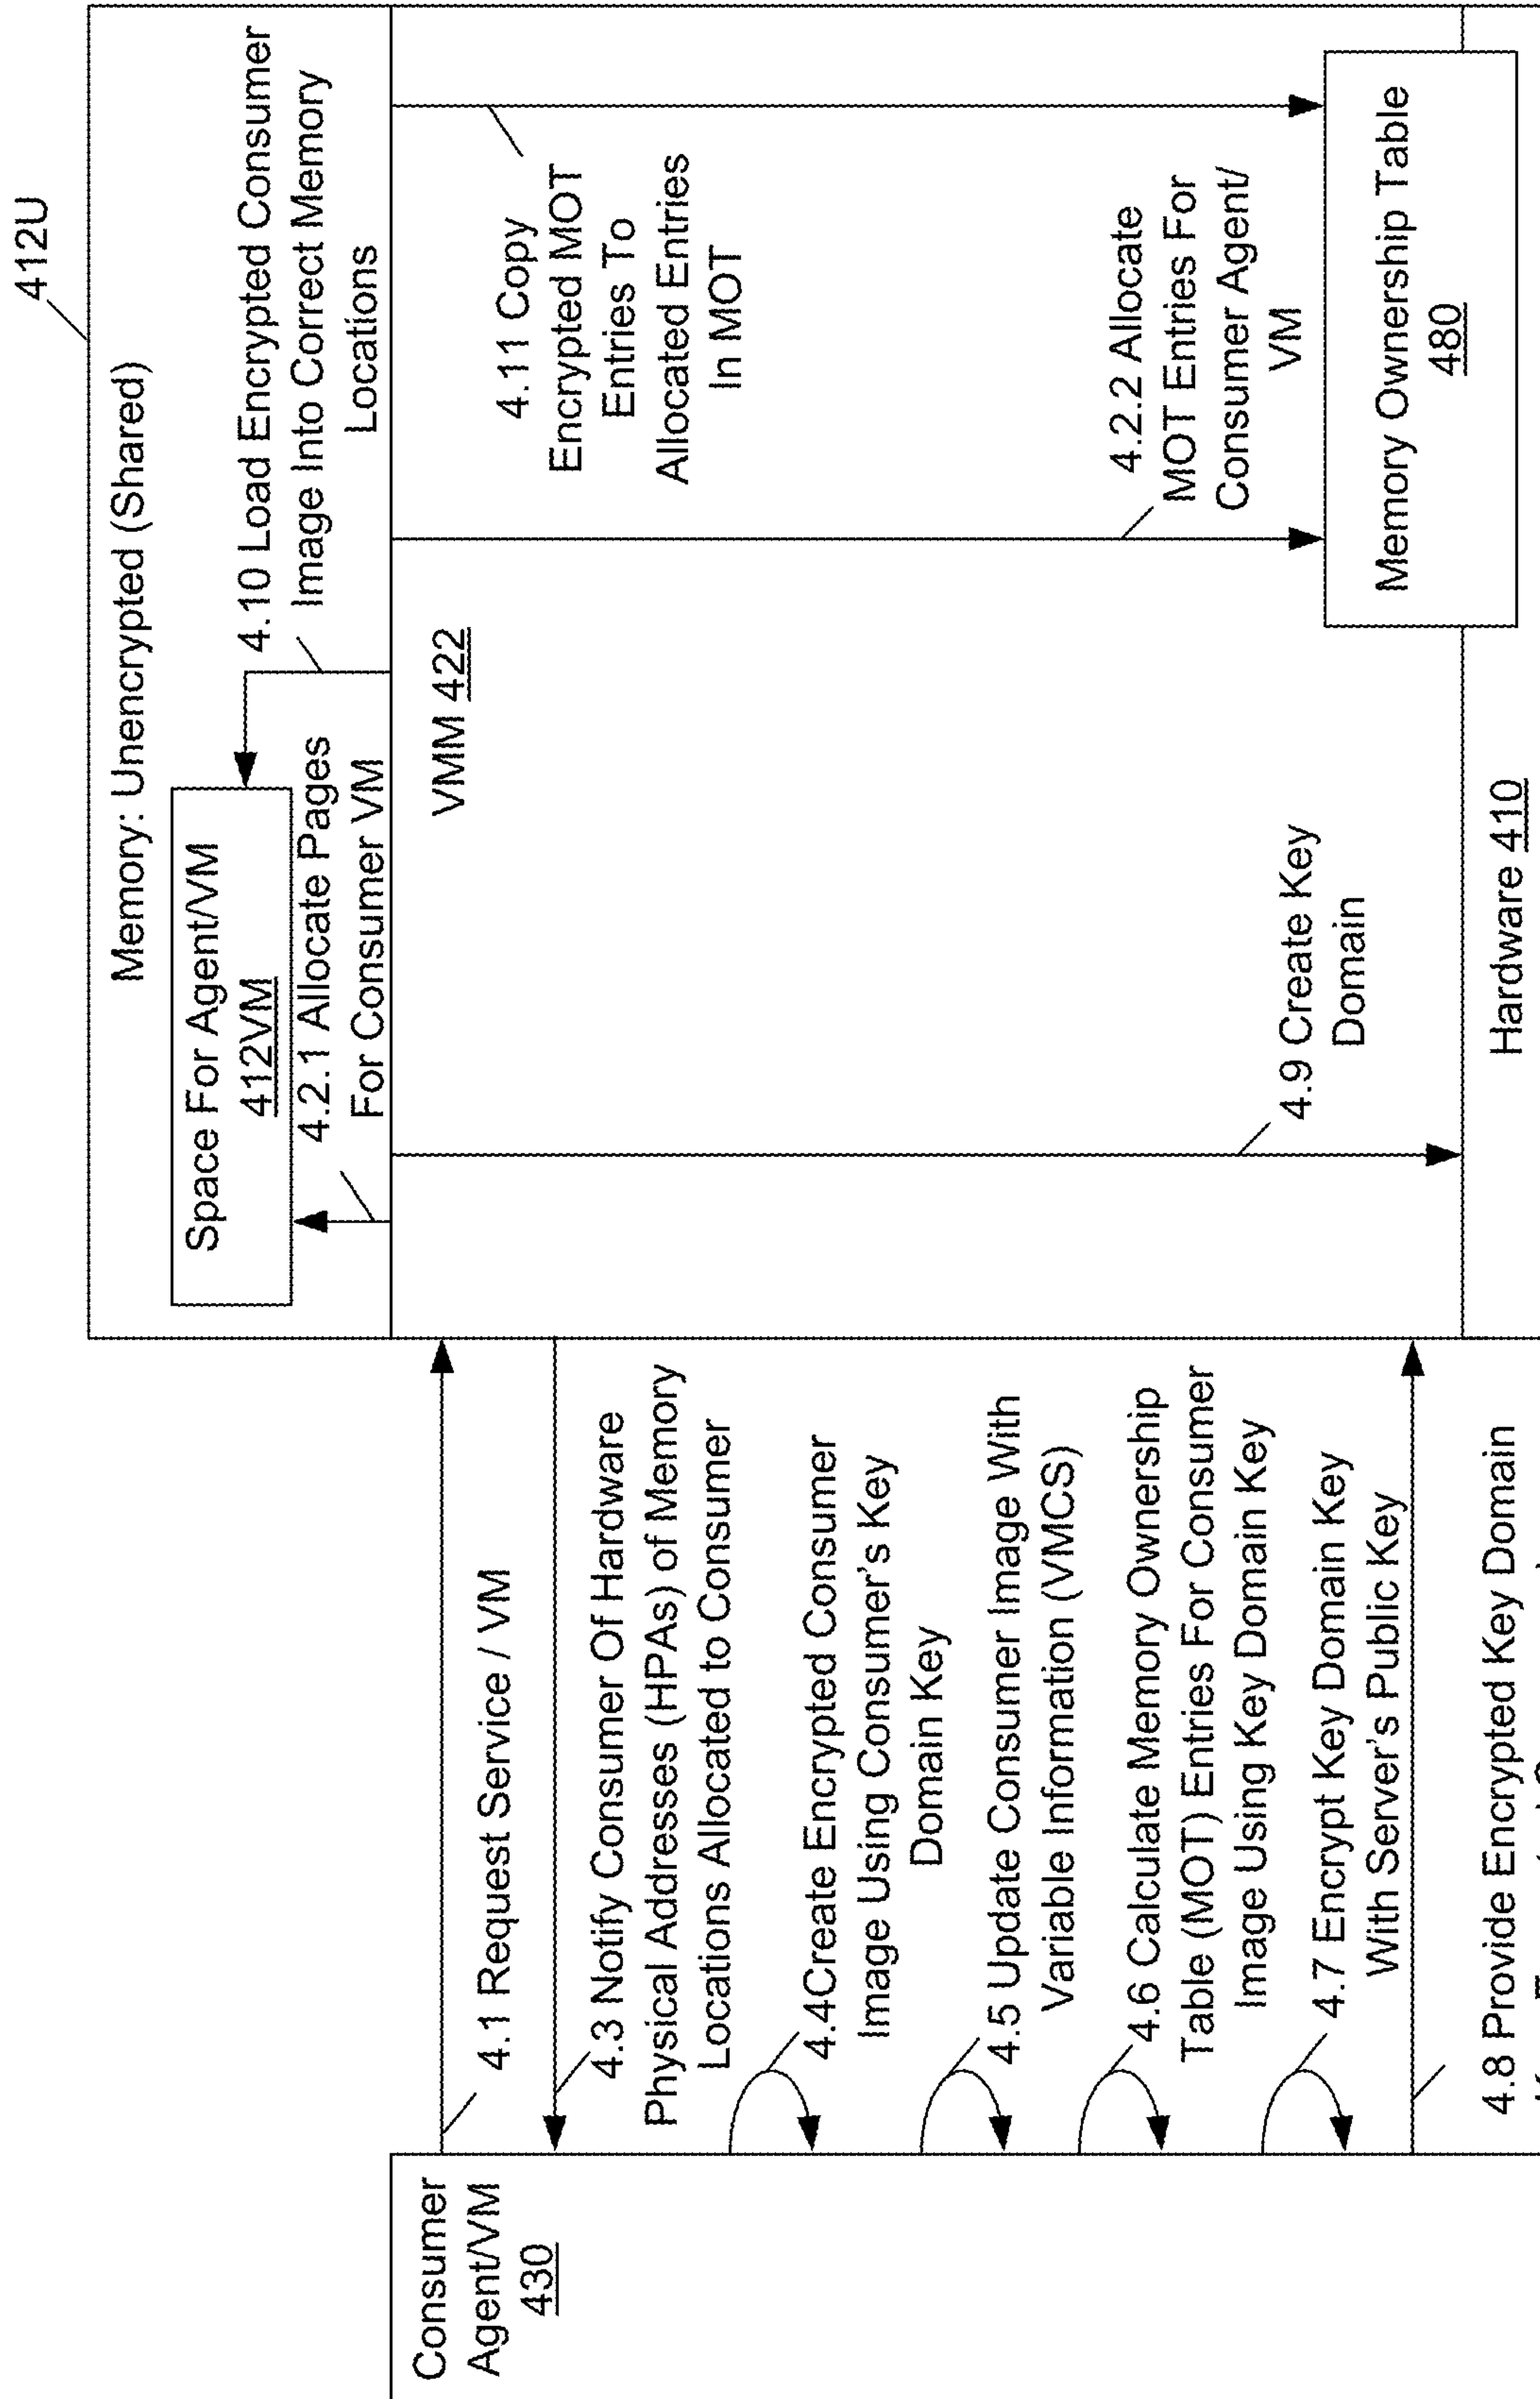 412U
Memory: Unencrypted (Shared)
Space For Agent/VM
412VM
4.2.1 Allocate Pages
For Consumer VM
4.10 Load Encrypted Consumer
Image Into Correct Memory
Locations
VMM 422
4.11 Copy
Encrypted MOT
Entries To
Allocated Entries
In MOT
4.2.2 Allocate
MOT Entries For
Consumer Agent/
VM
4.9 Create Key
Domain
Memory Ownership Table
480
Hardware 410
Consumer
Agent/VM
430
4.1 Request Service / VM
4.3 Notify Consumer Of Hardware
Physical Addresses (HPAs) of Memory
Locations Allocated to Consumer
4.4Create Encrypted Consumer
Image Using Consumer's Key
Domain Key
4.5 Update Consumer Image With
Variable Information (VMCS)
4.6 Calculate Memory Ownership
Table (MOT) Entries For Consumer
Image Using Key Domain Key
4.7 Encrypt Key Domain Key
With Server's Public Key
4.8 Provide Encrypted Key Domain